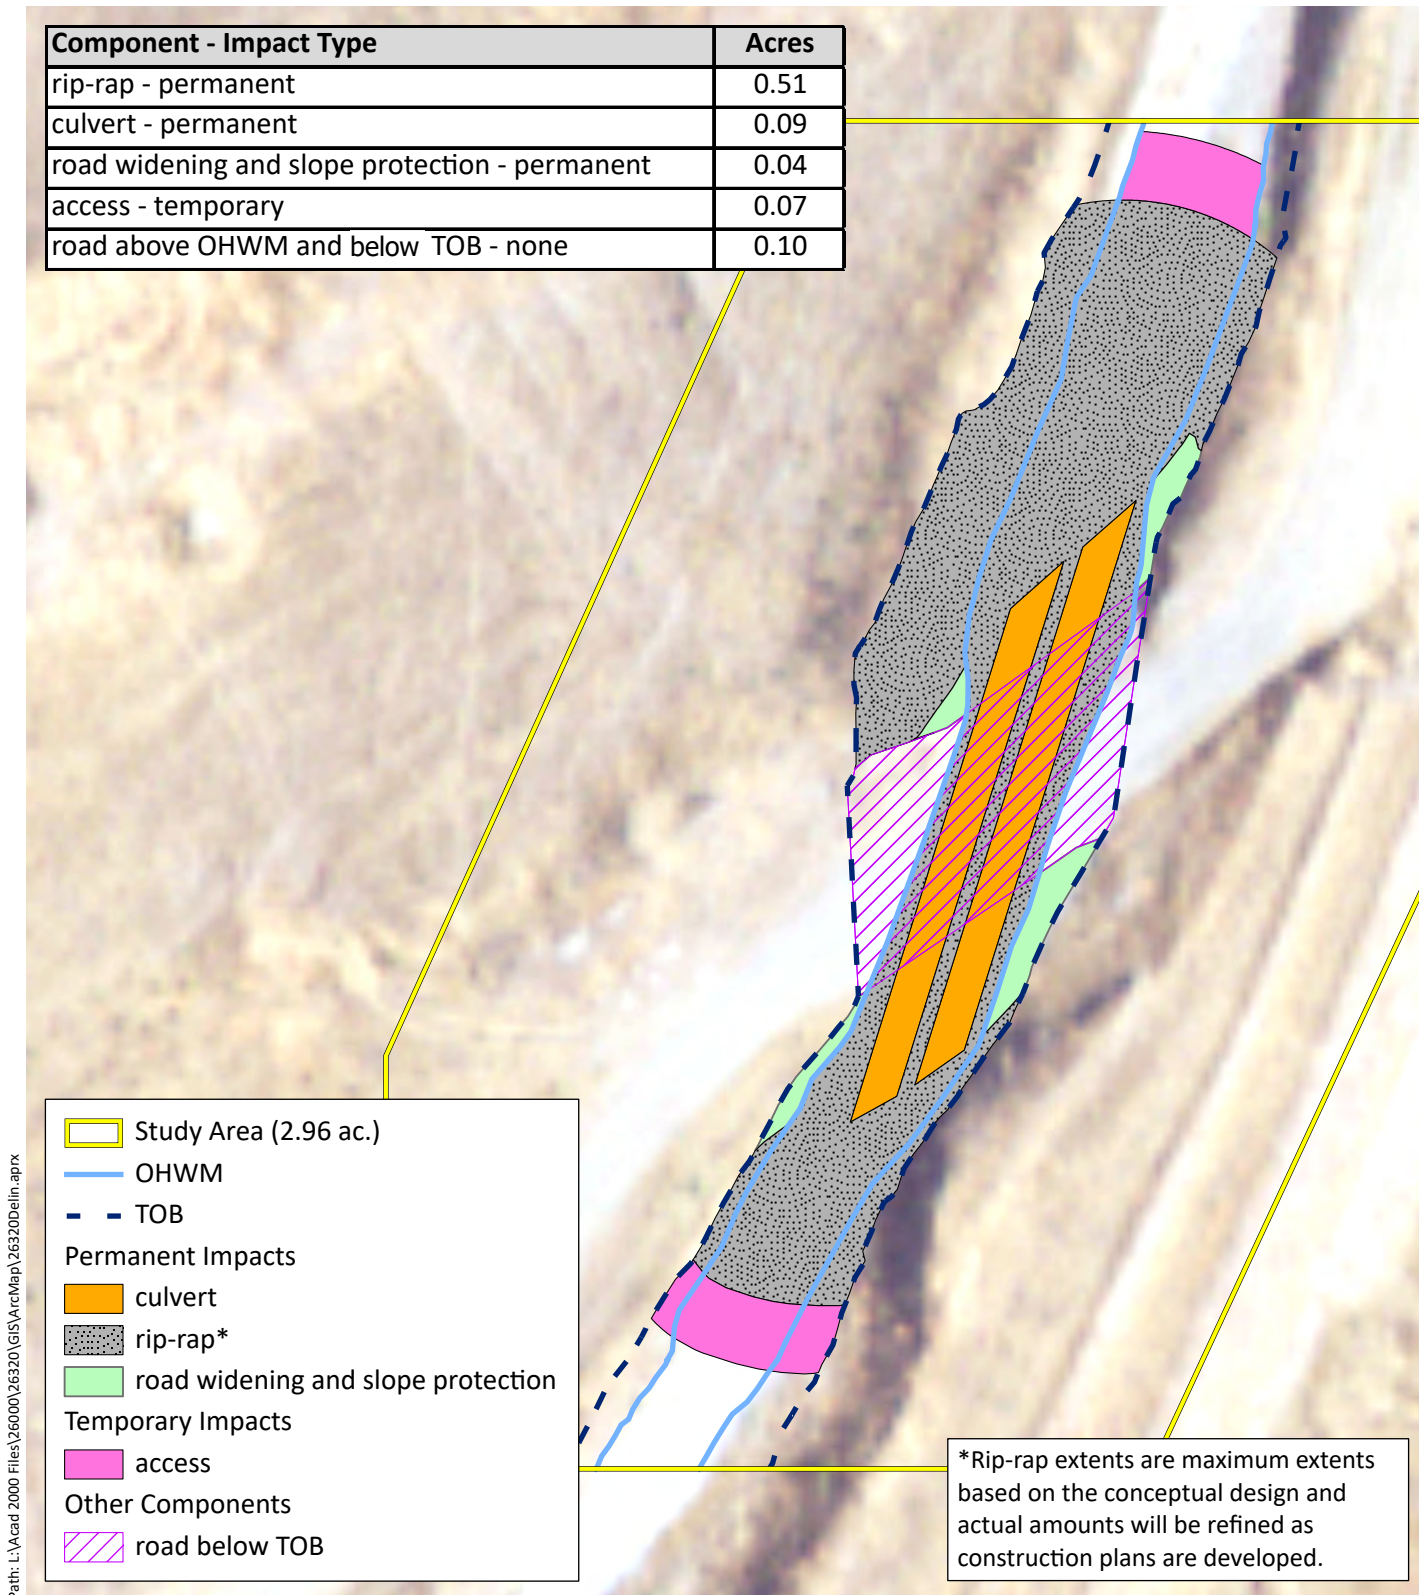 Component - Impact Type Acres
rip-rap - permanent 0.51
culvert - permanent 0.09
road widening and slope protection - permanent 0.04
access - temporary 0.07
road above OHWM and below TOB - none 0.10
Study Area (2.96 ac.)
OHWM
TOB
Permanent Impacts
culvert
rip-rap*
road widening and slope protection
Temporary Impacts
access
Other Components
road below TOB
*Rip-rap extents are maximum extents
based on the conceptual design and
actual amounts will be refined as
construction plans are developed.
Path: L:\Acad 2000 Files\26000\26320\GIS\ArcMap\26320Delin.aprx